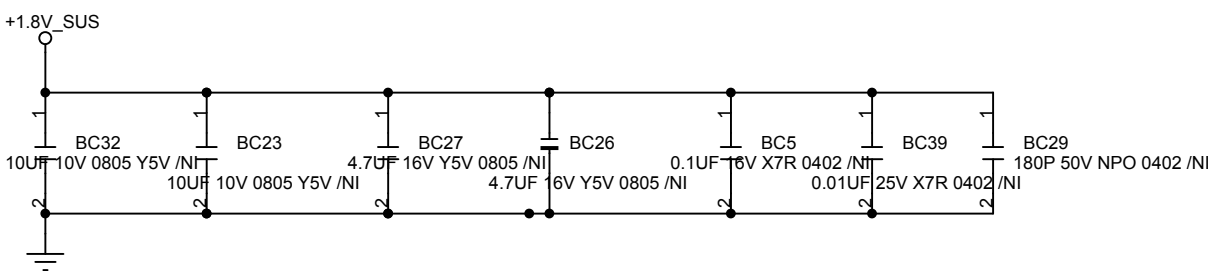 +1.8V_SUS
1 1 1 1 1 1
BC32 BC23 BC27 BC26 BC5 BC39 BC29
10UF 10V 0805 Y5V /NI 4.7UF 16V Y5V 0805 /NI 0.1UF 16V X7R 0402 /NI 180P 50V NPO 0402 /NI
10UF 10V 0805 Y5V /NI 4.7UF 16V Y5V 0805 /NI 0.01UF 25V X7R 0402 /NI
2 2 2 2 2 2